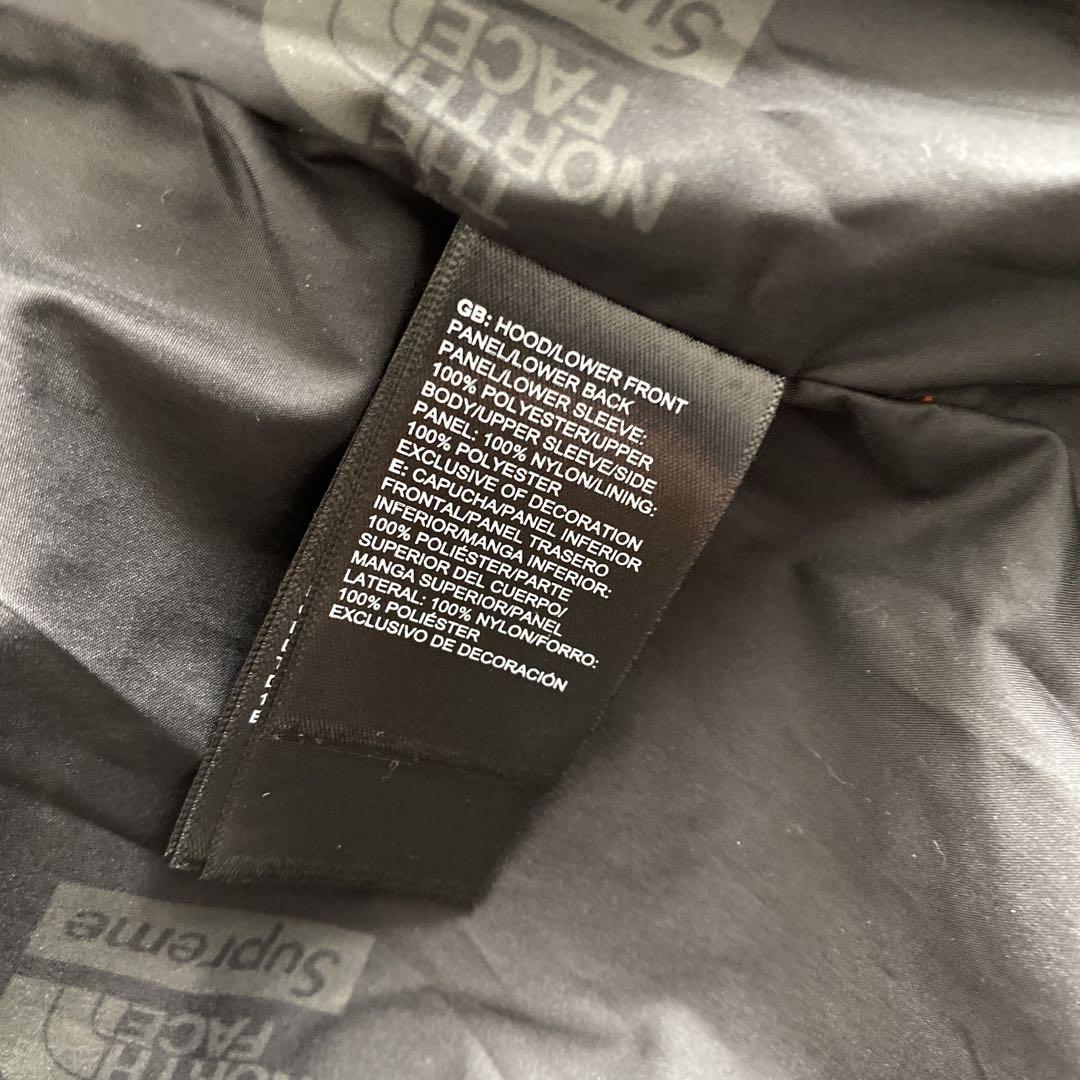 Su
THE
NORTH
FACE
GB: HOOD/LOWER FRONT
PANEL/LOWER BACK
PANEL/LOWER SLEEVE:
100% POLYESTER/UPPER
BODY/UPPER SLEEVE/SIDE
PANEL: 100% NYLON/LINING:
100% POLYESTER
EXCLUSIVE OF DECORATION
E: CAPUCHA/PANEL INFERIOR
FRONTAL/PANEL TRASERO
INFERIOR/MANGA INFERIOR:
100% POLIÉSTER/PARTE
SUPERIOR DEL CUERPO/
MANGA SUPERIOR/PANEL
LATERAL: 100% NYLON/FORRO:
100% POLIÉSTER
EXCLUSIVO DE DECORACIÓN
Supreme
NORTH
FACE